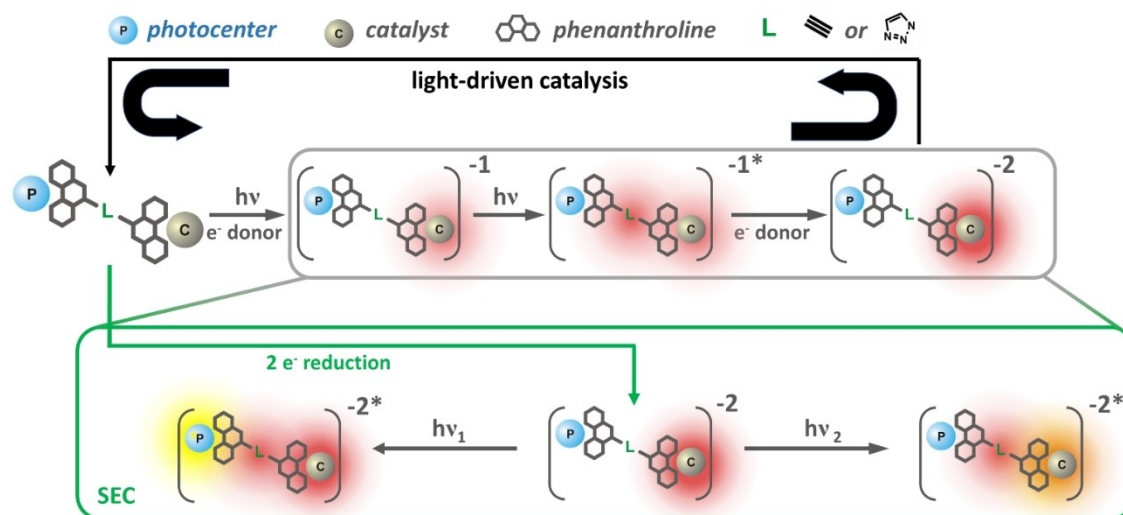 P photocenter C catalyst phenanthroline L or N N N
light-driven catalysis
P L C
hν
e⁻ donor
P L C -1
hν
P L C -1*
e⁻ donor
P L C -2
2 e⁻ reduction
P L C -2*
hν₁
P L C -2
hν₂
P L C -2*
SEC